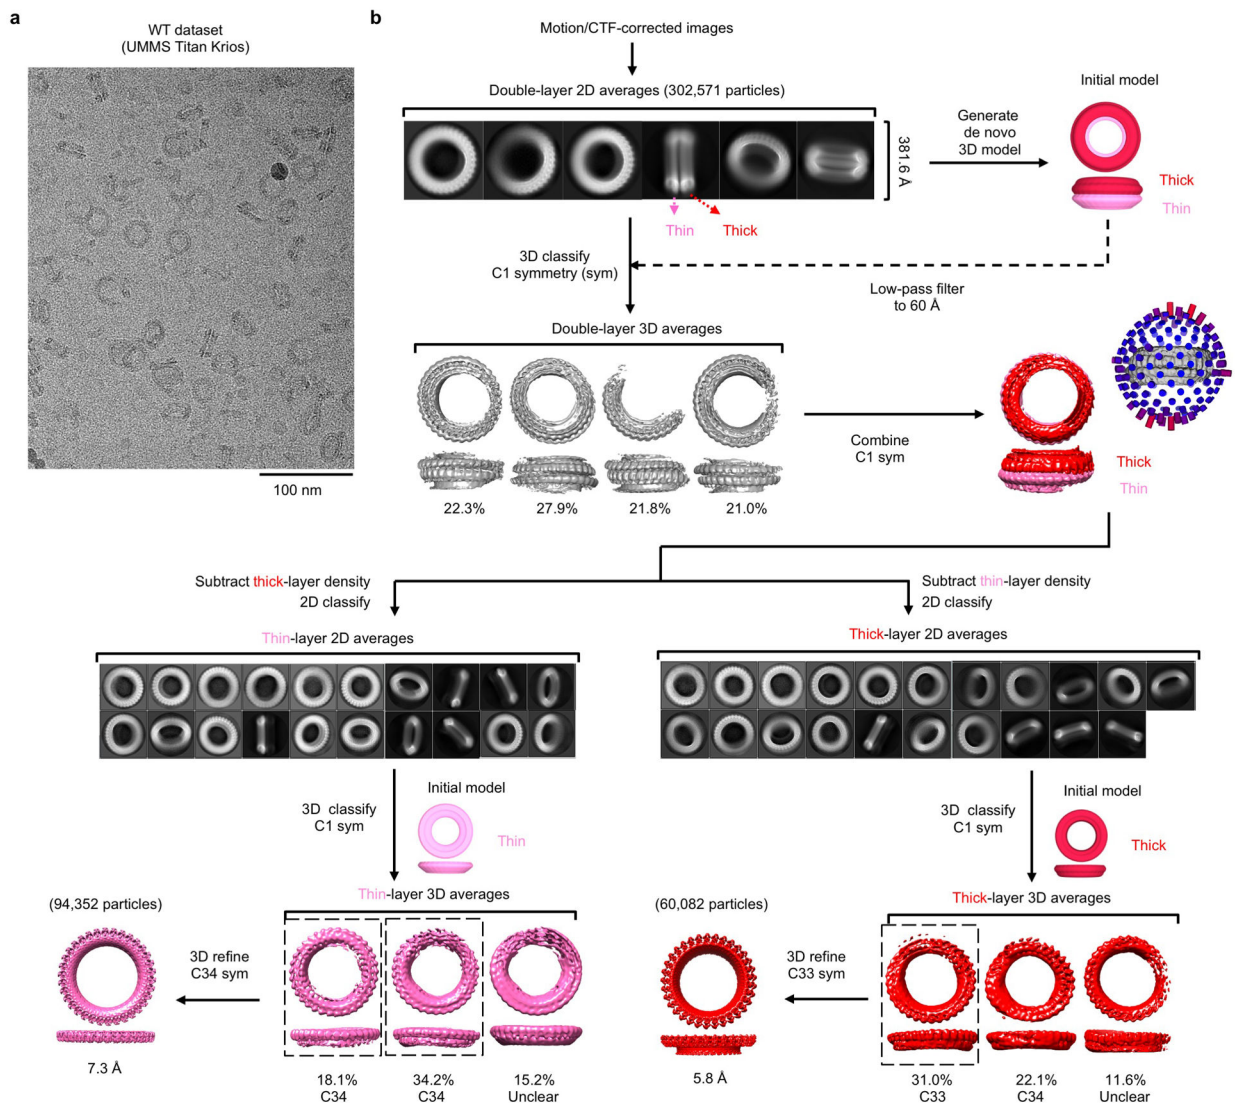 a
WT dataset
(UMMS Titan Krios)
100 nm
b
Motion/CTF-corrected images
Double-layer 2D averages (302,571 particles)
381.6 Å
Thin
Thick
Generate
de novo
3D model
Initial model
Thick
Thin
3D classify
C1 symmetry (sym)
Low-pass filter
to 60 Å
Double-layer 3D averages
22.3%
27.9%
21.8%
21.0%
Combine
C1 sym
Thick
Thin
Subtract thick-layer density
2D classify
Subtract thin-layer density
2D classify
Thin-layer 2D averages
Thick-layer 2D averages
3D classify
C1 sym
Initial model
Thin
3D classify
C1 sym
Initial model
Thick
Thin-layer 3D averages
(94,352 particles)
3D refine
C34 sym
7.3 Å
18.1%
C34
34.2%
C34
15.2%
Unclear
Thick-layer 3D averages
(60,082 particles)
3D refine
C33 sym
5.8 Å
31.0%
C33
22.1%
C34
11.6%
Unclear